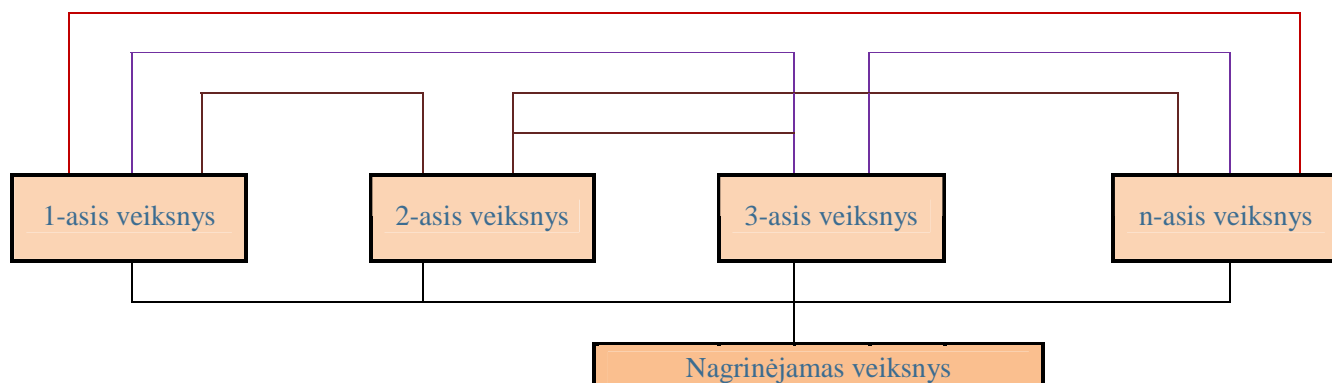 1-asis veiksnys
2-asis veiksnys
3-asis veiksnys
n-asis veiksnys
Nagrinėjamas veiksnys